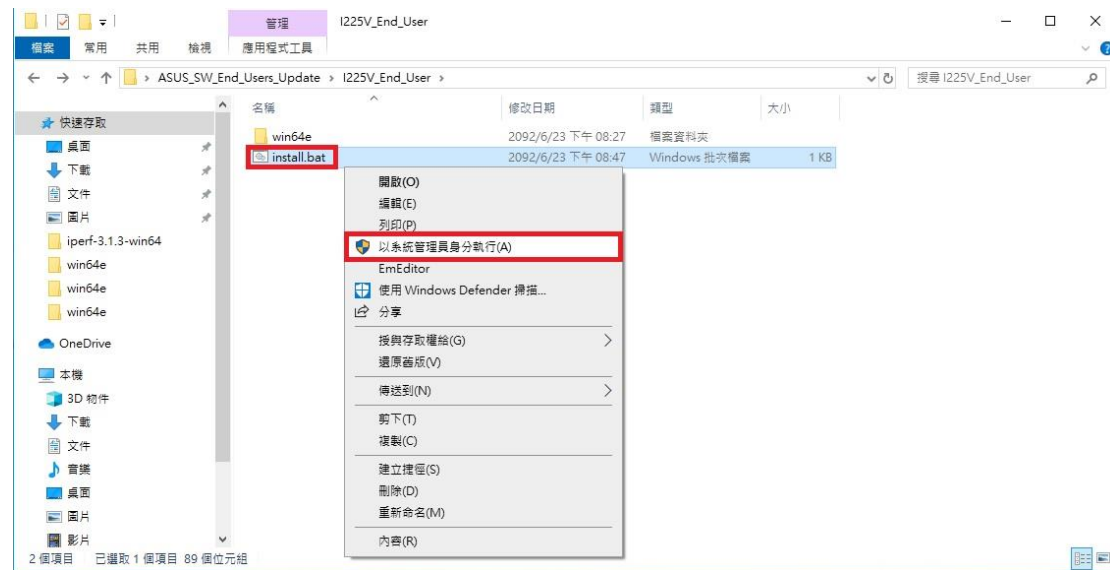 管理
I225V_End_User
檔案 常用 共用 檢視 應用程式工具
ASUS_SW_End_Users_Update > I225V_End_User >
搜尋 I225V_End_User
名稱 修改日期 類型 大小
快速存取
桌面
下載
文件
圖片
iperf-3.1.3-win64
win64e
win64e
win64e
OneDrive
本機
3D 物件
下載
文件
音樂
桌面
圖片
影片
win64e 2092/6/23 下午 08:27 檔案資料夾
install.bat 2092/6/23 下午 08:47 Windows 批次檔案 1 KB
開啟(O)
編輯(E)
列印(P)
以系統管理員身分執行(A)
EmEditor
使用 Windows Defender 掃描...
分享
授與存取權給(G)
還原舊版(V)
傳送到(N)
剪下(T)
複製(C)
建立捷徑(S)
刪除(D)
重新命名(M)
內容(R)
2 個項目 已選取 1 個項目 89 個位元組